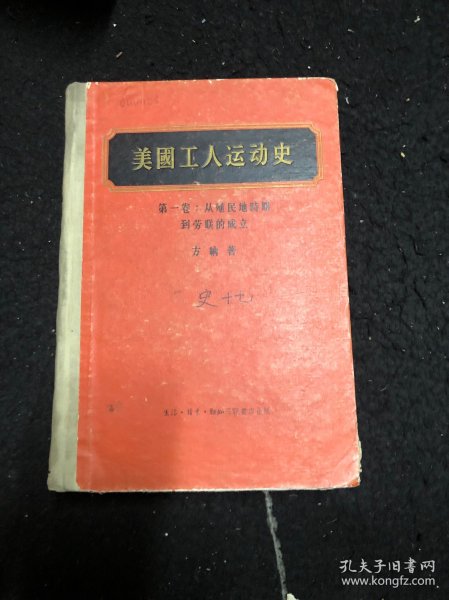 美國工人运动史
第一卷：从殖民地時期
到劳联的成立
方納 著
史十七
生活·讀書·新知三联書店出版
孔夫子旧书网
www.kongfz.com